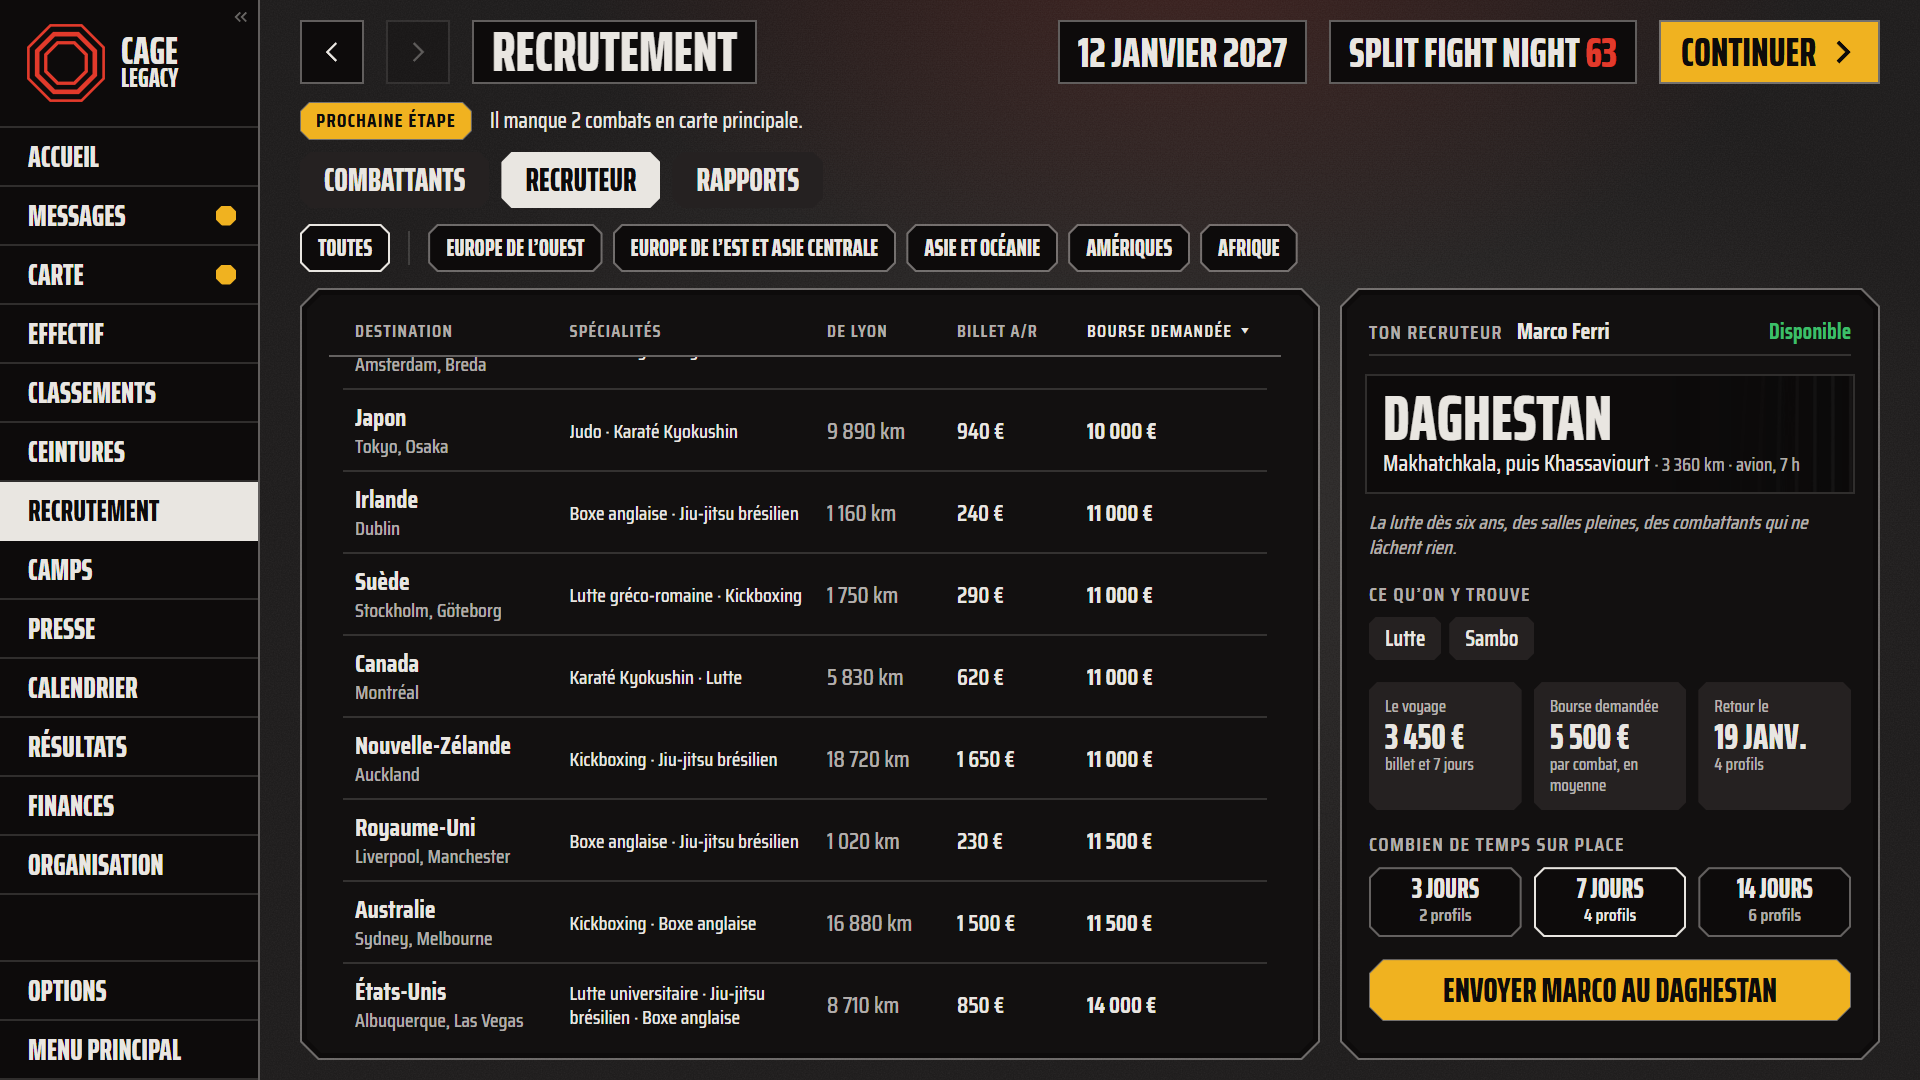 CAGE
LEGACY
ACCUEIL
MESSAGES
CARTE
EFFECTIF
CLASSEMENTS
CEINTURES
RECRUTEMENT
CAMPS
PRESSE
CALENDRIER
RÉSULTATS
FINANCES
ORGANISATION
OPTIONS
MENU PRINCIPAL
RECRUTEMENT
12 JANVIER 2027
SPLIT FIGHT NIGHT 63
CONTINUER
PROCHAINE ÉTAPE Il manque 2 combats en carte principale.
COMBATTANTS RECRUTEUR RAPPORTS
TOUTES EUROPE DE L'OUEST EUROPE DE L'EST ET ASIE CENTRALE ASIE ET OCÉANIE AMÉRIQUES AFRIQUE
DESTINATION SPÉCIALITÉS DE LYON BILLET A/R BOURSE DEMANDÉE
Amsterdam, Breda
Japon
Tokyo, Osaka
Judo · Karaté Kyokushin 9 890 km 940 € 10 000 €
Irlande
Dublin
Boxe anglaise · Jiu-jitsu brésilien 1 160 km 240 € 11 000 €
Suède
Stockholm, Göteborg
Lutte gréco-romaine · Kickboxing 1 750 km 290 € 11 000 €
Canada
Montréal
Karaté Kyokushin · Lutte 5 830 km 620 € 11 000 €
Nouvelle-Zélande
Auckland
Kickboxing · Jiu-jitsu brésilien 18 720 km 1 650 € 11 000 €
Royaume-Uni
Liverpool, Manchester
Boxe anglaise · Jiu-jitsu brésilien 1 020 km 230 € 11 500 €
Australie
Sydney, Melbourne
Kickboxing · Boxe anglaise 16 880 km 1 500 € 11 500 €
États-Unis
Albuquerque, Las Vegas
Lutte universitaire · Jiu-jitsu
brésilien · Boxe anglaise
8 710 km 850 € 14 000 €
TON RECRUTEUR Marco Ferri Disponible
DAGHESTAN
Makhatchkala, puis Khassaviourt · 3 360 km · avion, 7 h
La lutte dès six ans, des salles pleines, des combattants qui ne
lâchent rien.
CE QU'ON Y TROUVE
Lutte Sambo
Le voyage
3 450 €
billet et 7 jours
Bourse demandée
5 500 €
par combat, en
moyenne
Retour le
19 JANV.
4 profils
COMBIEN DE TEMPS SUR PLACE
3 JOURS
2 profils
7 JOURS
4 profils
14 JOURS
6 profils
ENVOYER MARCO AU DAGHESTAN